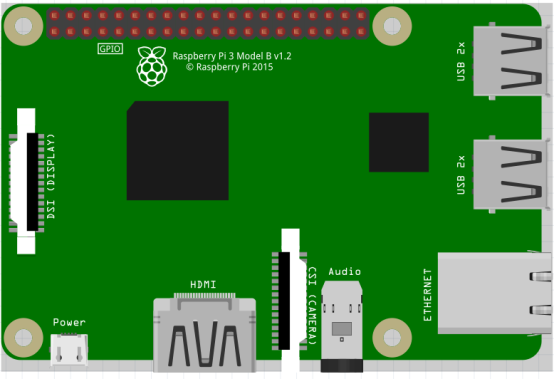 GPIO
Raspberry Pi 3 Model B v1.2
© Raspberry Pi 2015
USB 2x
DSI (DISPLAY)
USB 2x
HDMI
CSI (CAMERA)
Audio
ETHERNET
Power